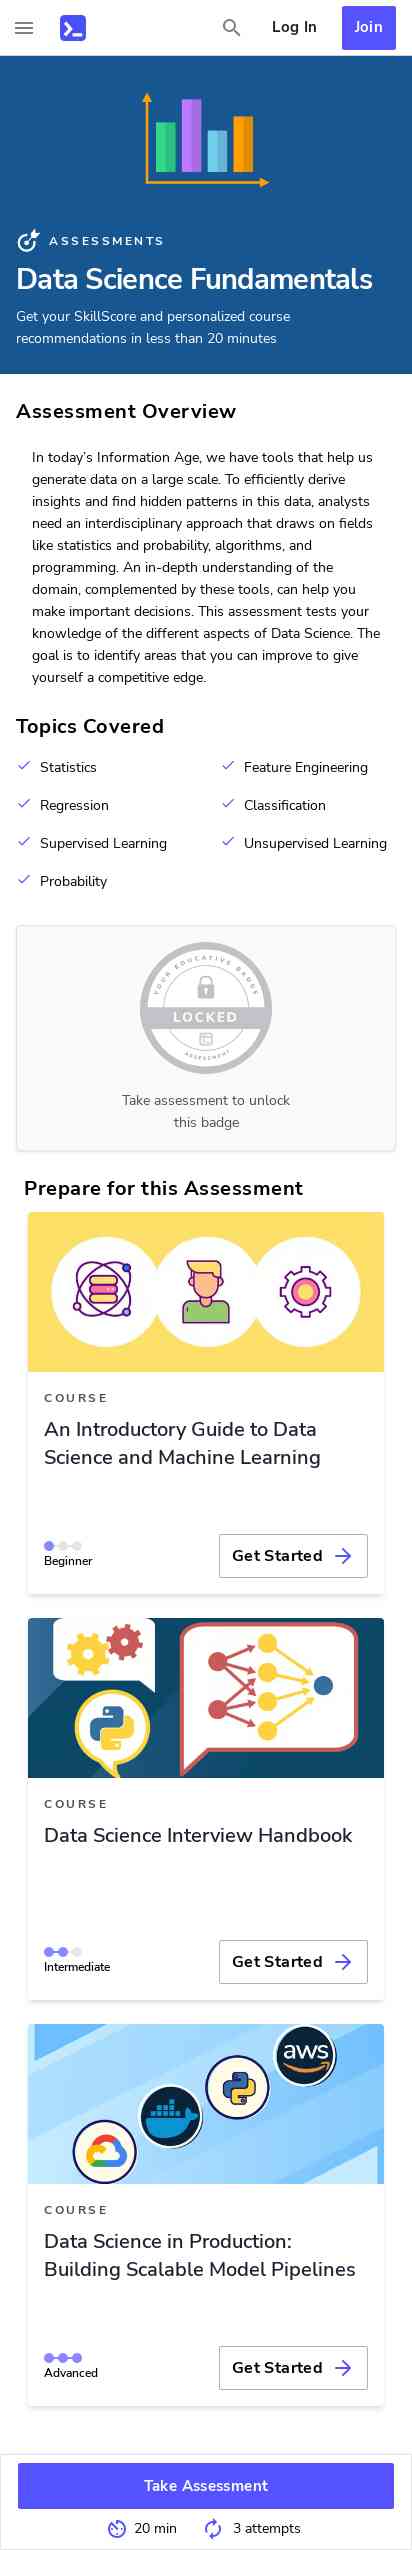 Log In
Join
ASSESSMENTS
Data Science Fundamentals
Get your SkillScore and personalized course
recommendations in less than 20 minutes
Assessment Overview
In today's Information Age, we have tools that help us
generate data on a large scale. To efficiently derive
insights and find hidden patterns in this data, analysts
need an interdisciplinary approach that draws on fields
like statistics and probability, algorithms, and
programming. An in-depth understanding of the
domain, complemented by these tools, can help you
make important decisions. This assessment tests your
knowledge of the different aspects of Data Science. The
goal is to identify areas that you can improve to give
yourself a competitive edge.
Topics Covered
Statistics
Feature Engineering
Regression
Classification
Supervised Learning
Unsupervised Learning
Probability
YOUR EDUCATIVE BADGE
LOCKED
ASSESSMENT
Take assessment to unlock
this badge
Prepare for this Assessment
COURSE
An Introductory Guide to Data
Science and Machine Learning
Beginner
Get Started
COURSE
Data Science Interview Handbook
Intermediate
Get Started
aws
COURSE
Data Science in Production:
Building Scalable Model Pipelines
Advanced
Get Started
Take Assessment
20 min
3 attempts